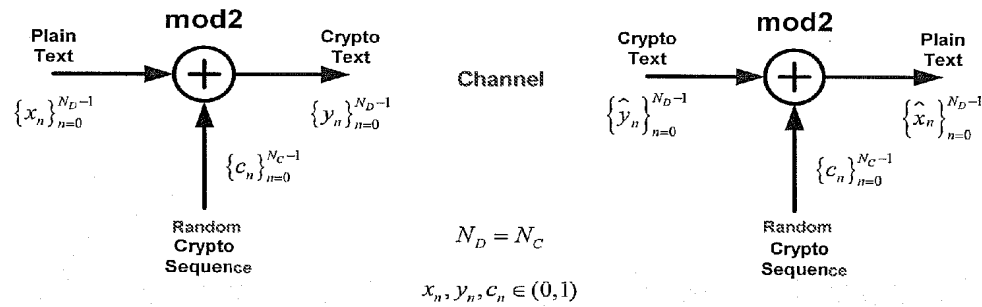 mod2
Plain
Text
Crypto
Text
{x_n}_{n=0}^{N_D-1}
{y_n}_{n=0}^{N_D-1}
{c_n}_{n=0}^{N_C-1}
Random
Crypto
Sequence
Channel
N_D = N_C
x_n, y_n, c_n ∈ (0,1)
mod2
Crypto
Text
Plain
Text
{ŷ_n}_{n=0}^{N_D-1}
{x̂_n}_{n=0}^{N_D-1}
{c_n}_{n=0}^{N_C-1}
Random
Crypto
Sequence